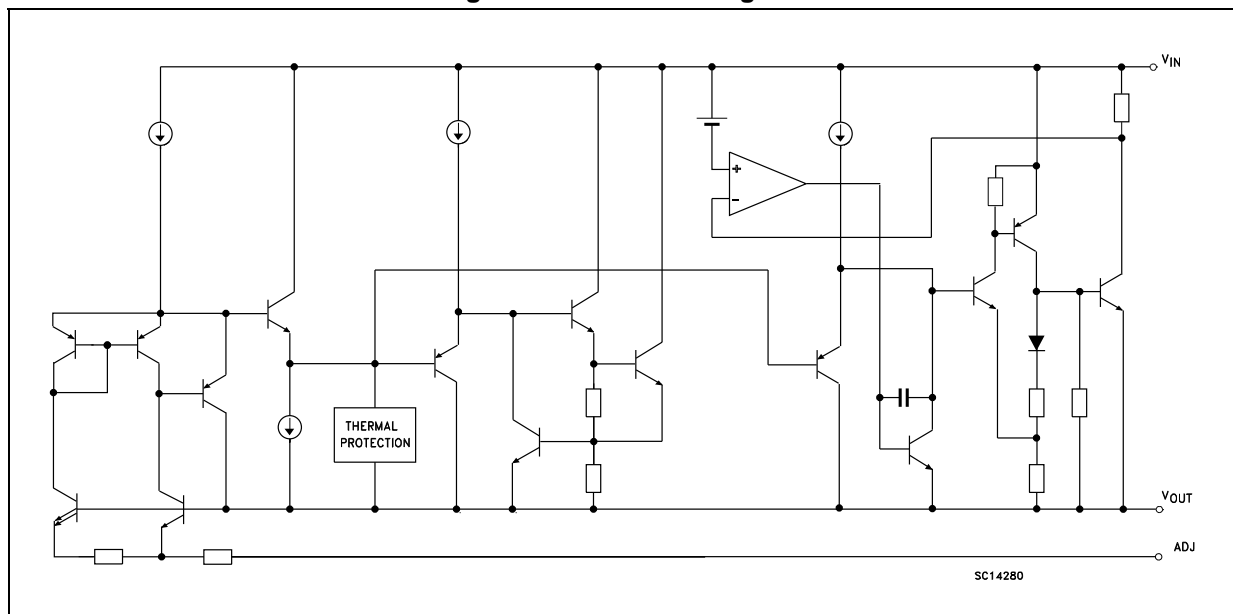 VIN
+
-
THERMAL
PROTECTION
VOUT
ADJ
SC14280